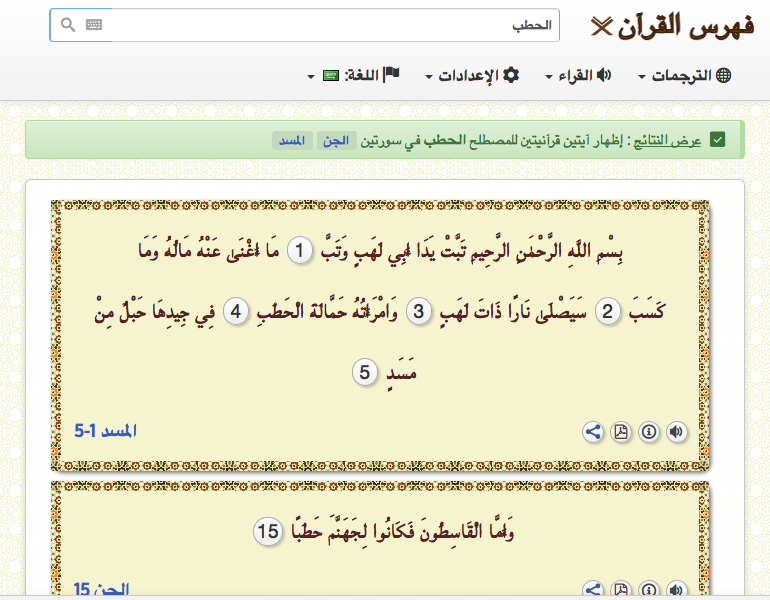 فهرس القرآن
الحطب
الترجمات
القراء
الإعدادات
اللغة:
عرض النتائج : إظهار آيتين قرآنيتين للمصطلح الحطب في سورتين الجن المسد
بِسْمِ اللَّهِ الرَّحْمَٰنِ الرَّحِيمِ تَبَّتْ يَدَا أَبِي لَهَبٍ وَتَبَّ 1 مَا أَغْنَىٰ عَنْهُ مَالُهُ وَمَا
كَسَبَ 2 سَيَصْلَىٰ نَارًا ذَاتَ لَهَبٍ 3 وَامْرَأَتُهُ حَمَّالَةَ الْحَطَبِ 4 فِي جِيدِهَا حَبْلٌ مِنْ
مَسَدٍ 5
المسد 1-5
وَأَمَّا الْقَاسِطُونَ فَكَانُوا لِجَهَنَّمَ حَطَبًا 15
الجن 15